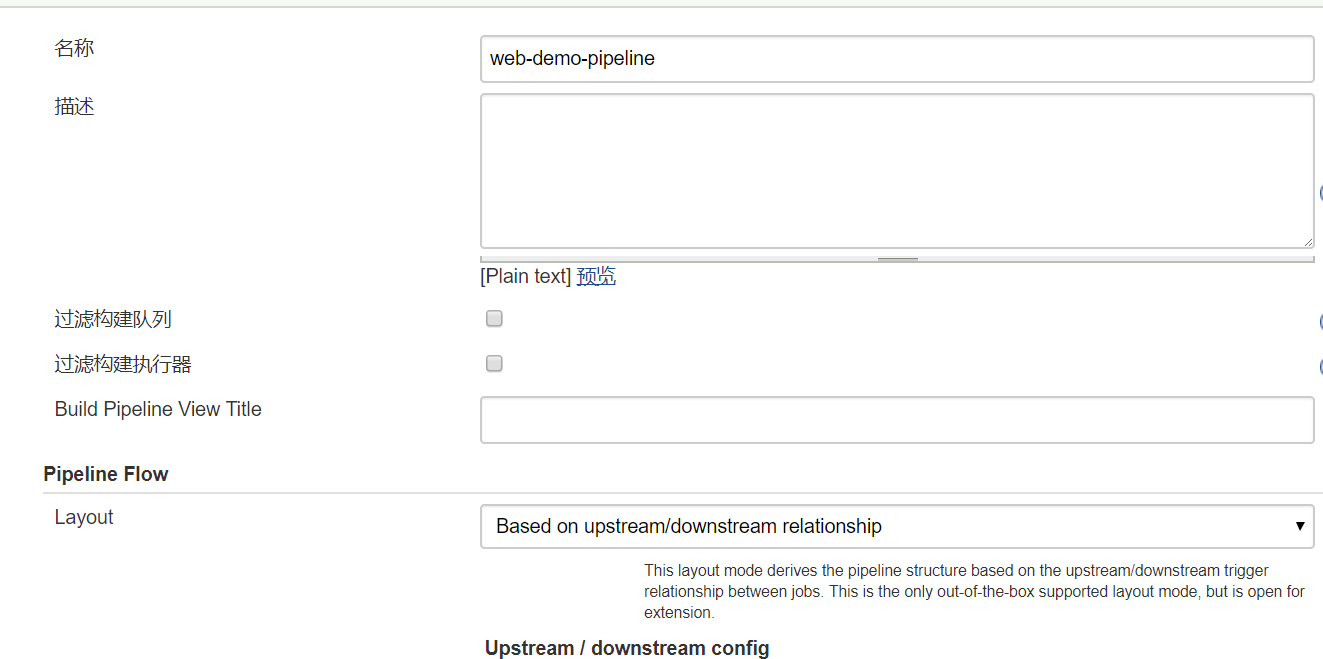 名称
web-demo-pipeline
描述
[Plain text] 预览
过滤构建队列
过滤构建执行器
Build Pipeline View Title
Pipeline Flow
Layout
Based on upstream/downstream relationship
This layout mode derives the pipeline structure based on the upstream/downstream trigger
relationship between jobs. This is the only out-of-the-box supported layout mode, but is open for
extension.
Upstream / downstream config